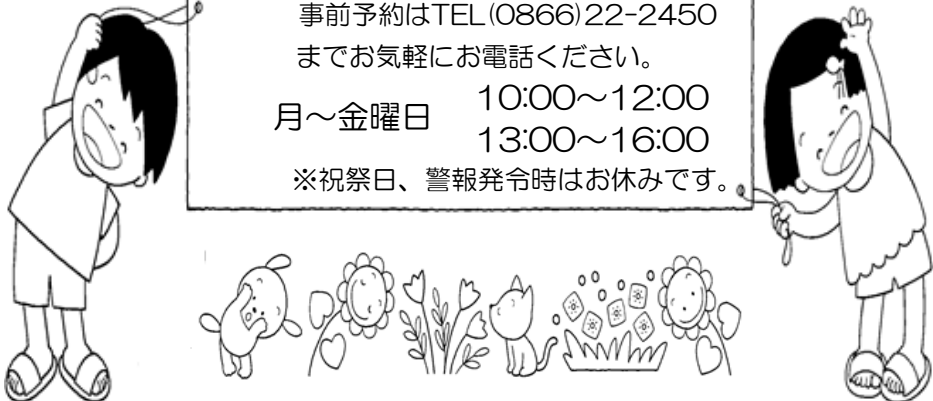 事前予約はTEL(0866)22-2450
までお気軽にお電話ください。
月～金曜日
10:00～12:00
13:00～16:00
※祝祭日、警報発令時はお休みです。